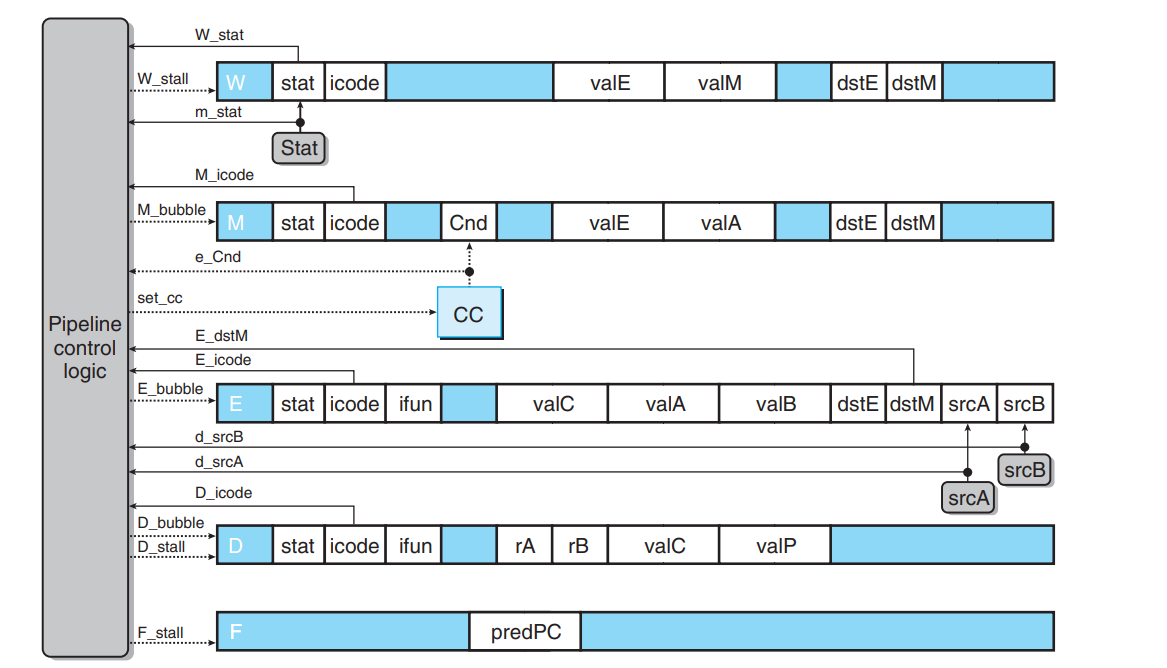 W_stat
W_stall
W stat icode valE valM dstE dstM
m_stat
Stat
M_icode
M_bubble
M stat icode Cnd valE valA dstE dstM
e_Cnd
set_cc
CC
Pipeline
control
logic
E_dstM
E_icode
E_bubble
E stat icode ifun valC valA valB dstE dstM srcA srcB
d_srcB
d_srcA
srcB
srcA
D_icode
D_bubble
D_stall
D stat icode ifun rA rB valC valP
F_stall
F predPC